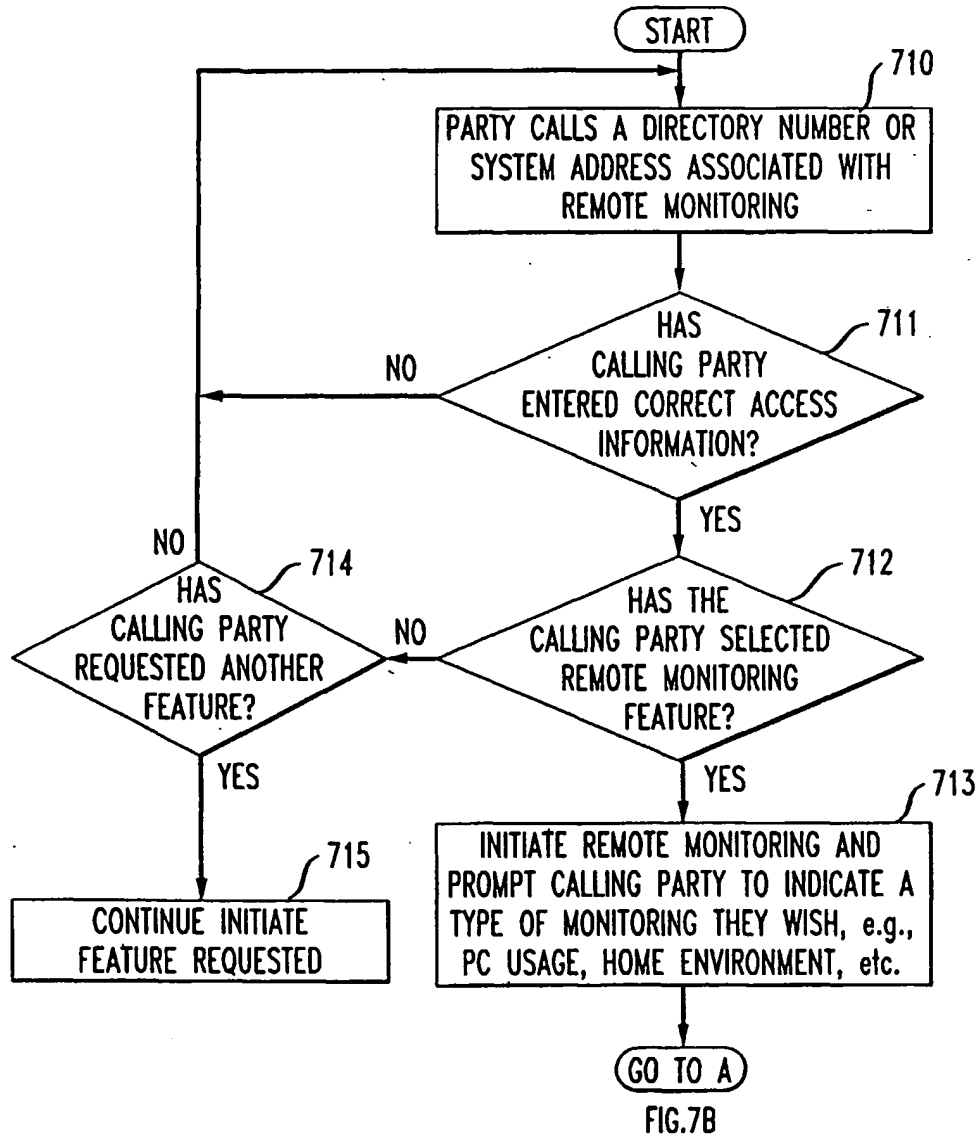 START
710
PARTY CALLS A DIRECTORY NUMBER OR
SYSTEM ADDRESS ASSOCIATED WITH
REMOTE MONITORING
711
HAS
CALLING PARTY
ENTERED CORRECT ACCESS
INFORMATION?
NO
YES
712
HAS THE
CALLING PARTY SELECTED
REMOTE MONITORING
FEATURE?
NO
YES
714
NO
HAS
CALLING PARTY
REQUESTED ANOTHER
FEATURE?
YES
715
CONTINUE INITIATE
FEATURE REQUESTED
713
INITIATE REMOTE MONITORING AND
PROMPT CALLING PARTY TO INDICATE A
TYPE OF MONITORING THEY WISH, e.g.,
PC USAGE, HOME ENVIRONMENT, etc.
GO TO A
FIG.7B